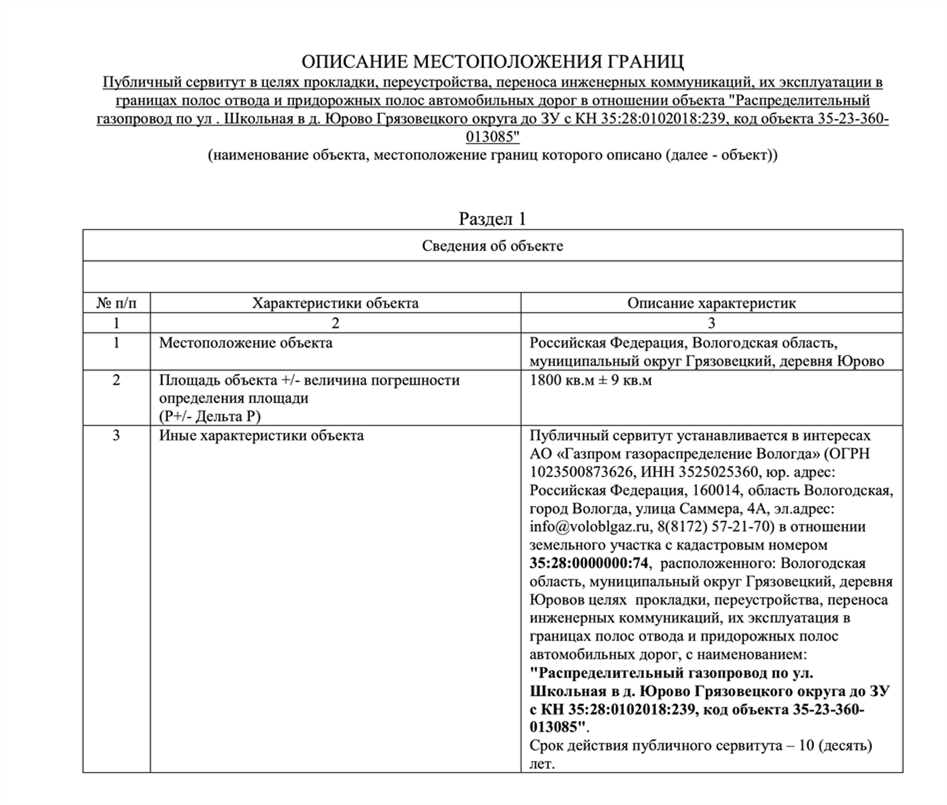 ОПИСАНИЕ МЕСТОПОЛОЖЕНИЯ ГРАНИЦ
Публичный сервитут в целях прокладки, переустройства, переноса инженерных коммуникаций, их эксплуатации в
границах полос отвода и придорожных полос автомобильных дорог в отношении объекта "Распределительный
газопровод по ул . Школьная в д. Юрово Грязовецкого округа до ЗУ с КН 35:28:0102018:239, код объекта 35-23-360-
013085"
(наименование объекта, местоположение границ которого описано (далее - объект))
Раздел 1
Сведения об объекте
№ п/п Характеристики объекта Описание характеристик
1 2 3
1 Местоположение объекта Российская Федерация, Вологодская область,
муниципальный округ Грязовецкий, деревня Юрово
2 Площадь объекта +/- величина погрешности 1800 кв.м ± 9 кв.м
определения площади
(Р+/- Дельта Р)
3 Иные характеристики объекта Публичный сервитут устанавливается в интересах
АО «Газпром газораспределение Вологда» (ОГРН
1023500873626, ИНН 3525025360, юр. адрес:
Российская Федерация, 160014, область Вологодская,
город Вологда, улица Саммера, 4А, эл.адрес:
info@voloblgaz.ru, 8(8172) 57-21-70) в отношении
земельного участка с кадастровым номером
35:28:0000000:74, расположенного: Вологодская
область, муниципальный округ Грязовецкий, деревня
Юровов целях прокладки, переустройства, переноса
инженерных коммуникаций, их эксплуатация в
границах полос отвода и придорожных полос
автомобильных дорог, с наименованием:
"Распределительный газопровод по ул.
Школьная в д. Юрово Грязовецкого округа до ЗУ
с КН 35:28:0102018:239, код объекта 35-23-360-
013085".
Срок действия публичного сервитута – 10 (десять)
лет.